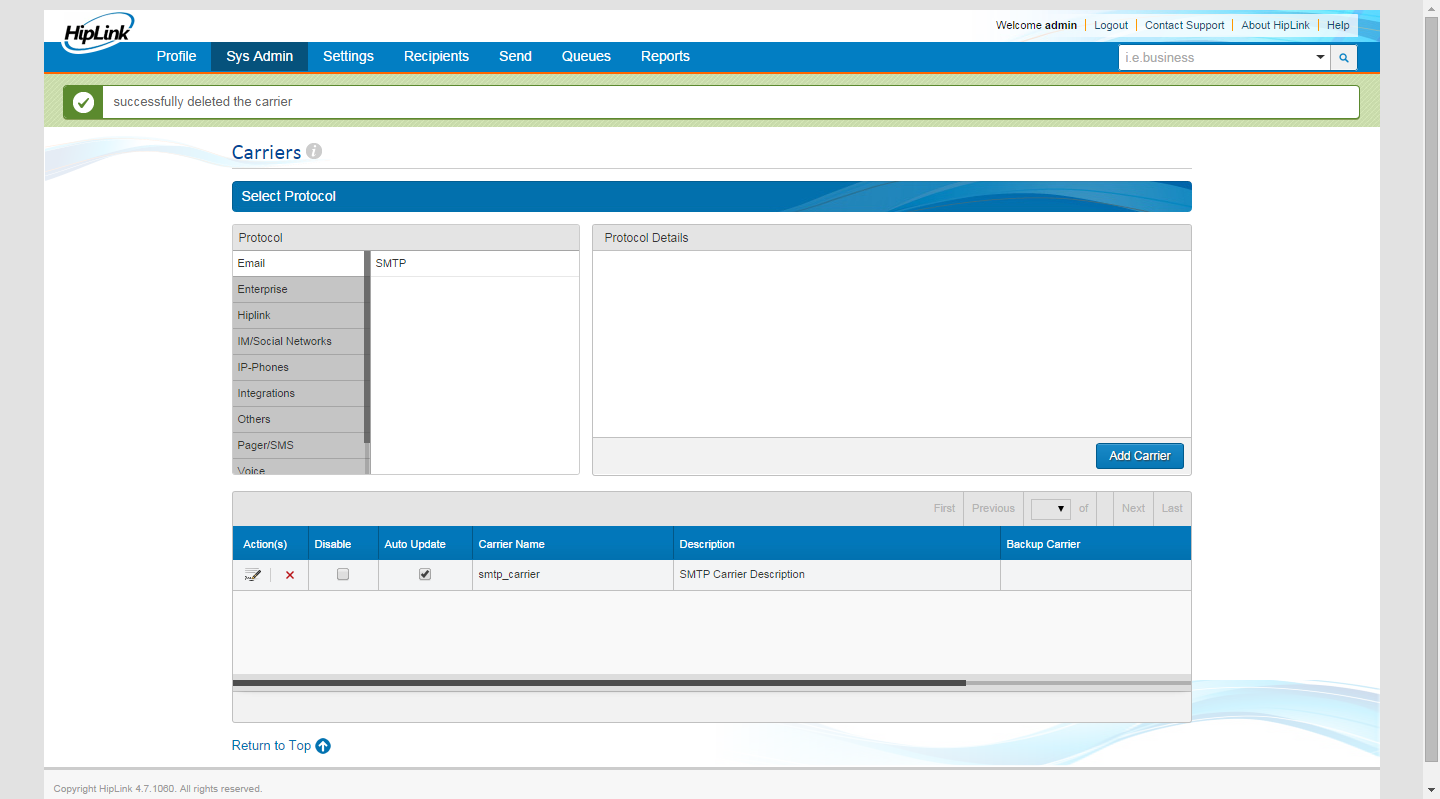 HipLink
Welcome admin Logout Contact Support About HipLink Help
Profile Sys Admin Settings Recipients Send Queues Reports i.e.business
successfully deleted the carrier
Carriers i
Select Protocol
Protocol Protocol Details
Email SMTP
Enterprise
Hiplink
IM/Social Networks
IP-Phones
Integrations
Others
Pager/SMS
Voice
Add Carrier
First Previous of Next Last
Action(s) Disable Auto Update Carrier Name Description Backup Carrier
smtp_carrier SMTP Carrier Description
Return to Top
Copyright HipLink 4.7.1060. All rights reserved.